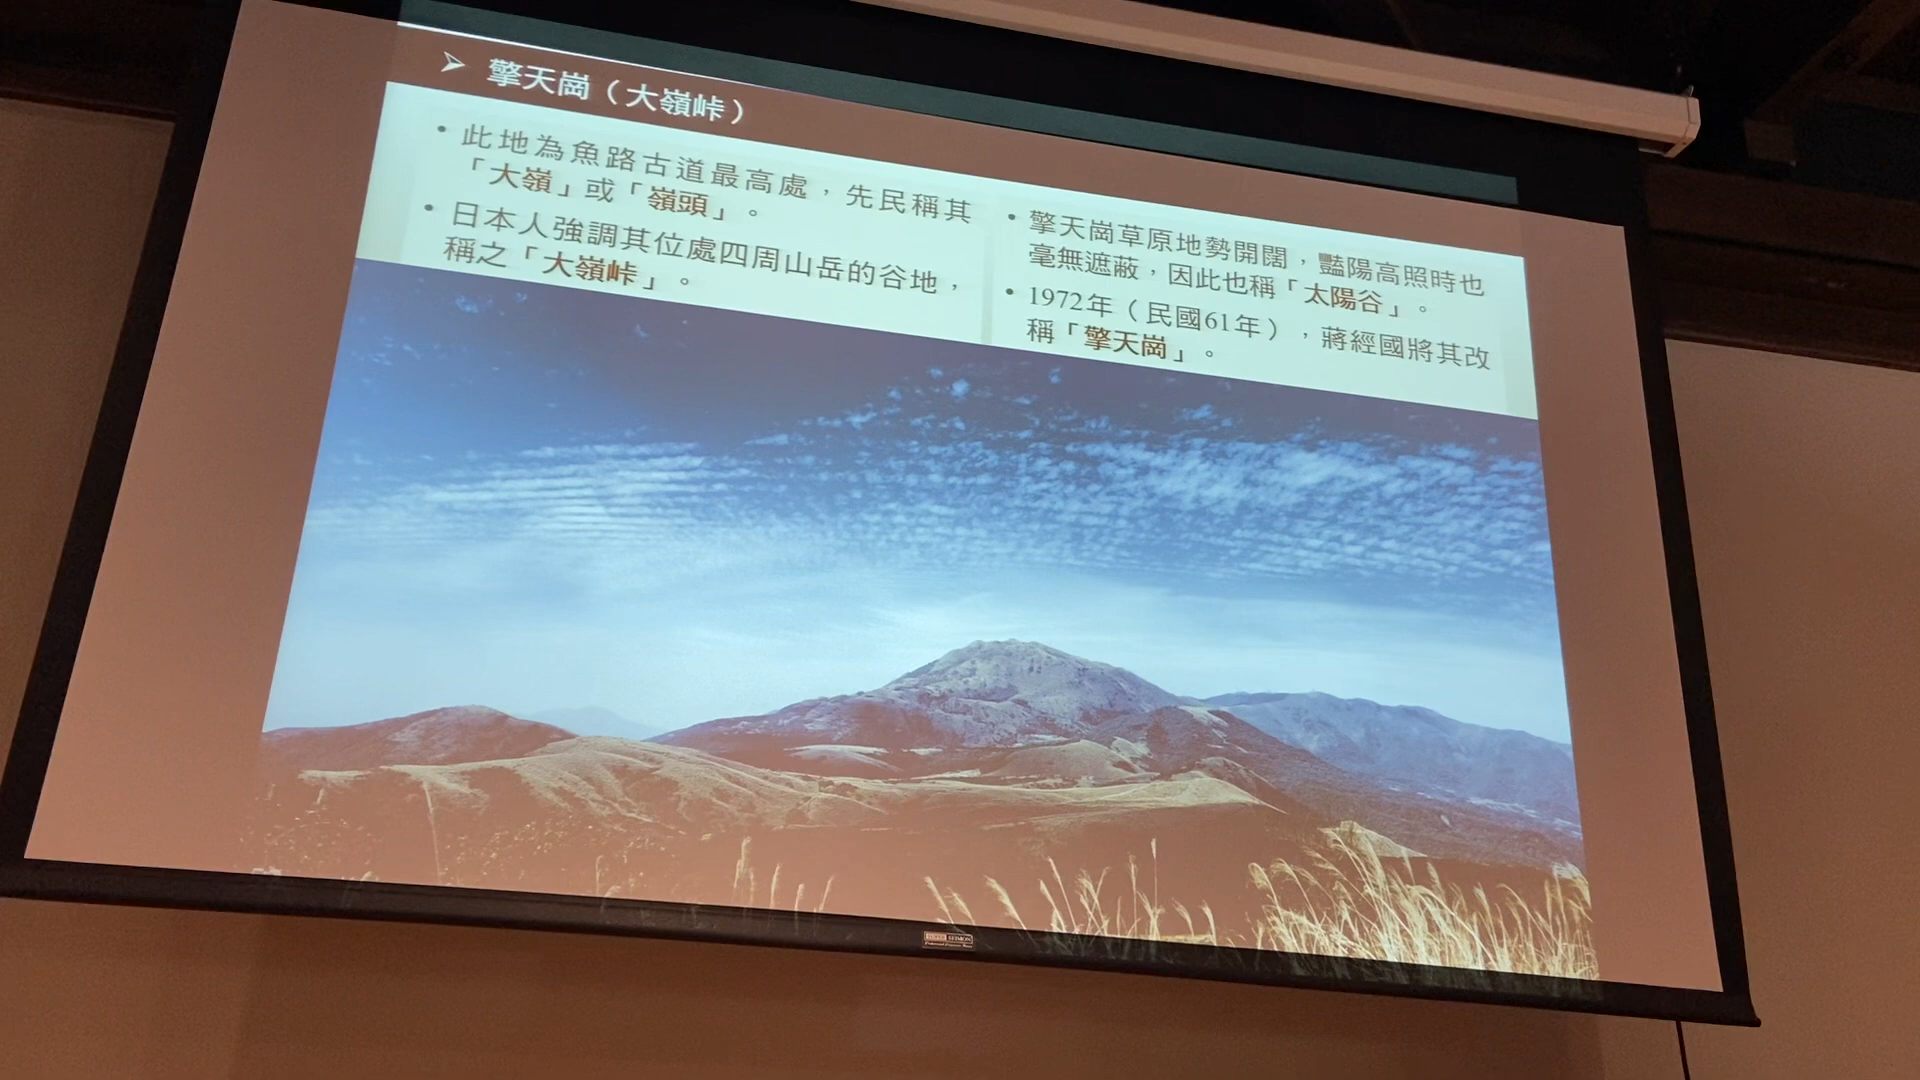 ➢ 擎天崗（大嶺峠）
• 此地為魚路古道最高處，先民稱其
「大嶺」或「嶺頭」。
• 日本人強調其位處四周山岳的谷地，
稱之「大嶺峠」。
• 擎天崗草原地勢開闊，豔陽高照時也
毫無遮蔽，因此也稱「太陽谷」。
• 1972年（民國61年），蔣經國將其改
稱「擎天崗」。